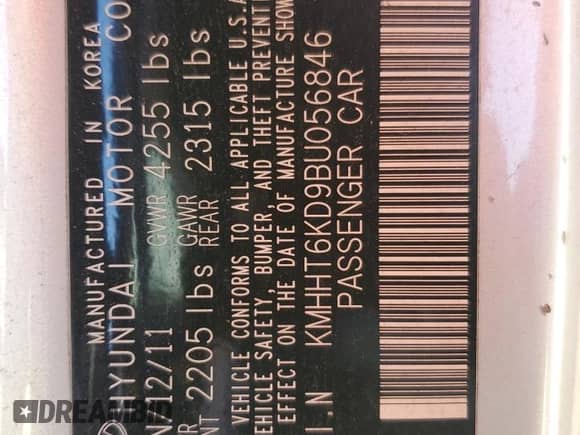 MANUFACTURED IN KOREA
HYUNDAI MOTOR CO
12/11 GVWR 4255 lbs
GAWR
NT 2205 lbs REAR 2315 lbs
VEHICLE CONFORMS TO ALL APPLICABLE U.S.A
EHICLE SAFETY, BUMPER, AND THEFT PREVENTI
EFFECT ON THE DATE OF MANUFACTURE SHOW
I.N KMHHT6KD9BU056846
PASSENGER CAR
DREAMBID